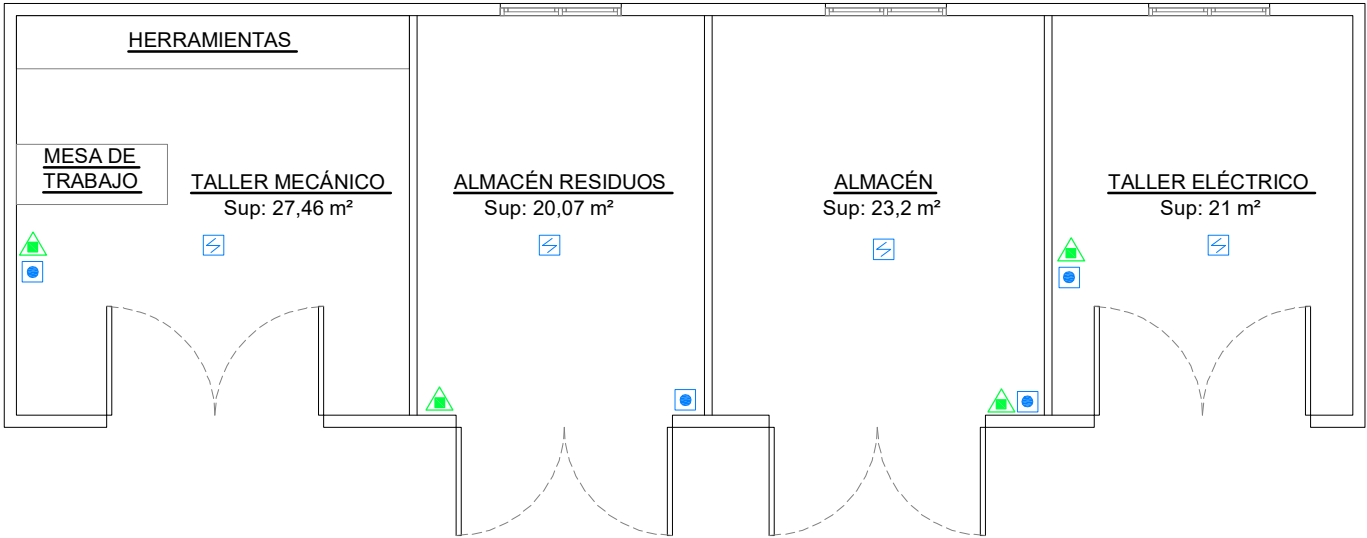 HERRAMIENTAS
MESA DE
TRABAJO
TALLER MECÁNICO
Sup: 27,46 m²
ALMACÉN RESIDUOS
Sup: 20,07 m²
ALMACÉN
Sup: 23,2 m²
TALLER ELÉCTRICO
Sup: 21 m²